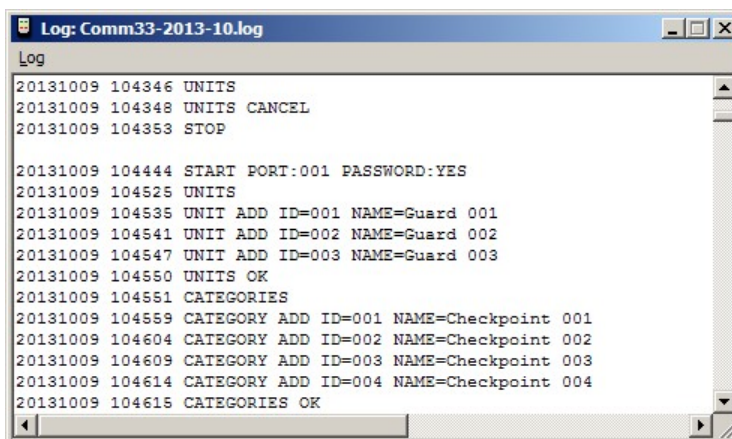 Log: Comm33-2013-10.log
Log
20131009 104346 UNITS
20131009 104348 UNITS CANCEL
20131009 104353 STOP
20131009 104444 START PORT:001 PASSWORD:YES
20131009 104525 UNITS
20131009 104535 UNIT ADD ID=001 NAME=Guard 001
20131009 104541 UNIT ADD ID=002 NAME=Guard 002
20131009 104547 UNIT ADD ID=003 NAME=Guard 003
20131009 104550 UNITS OK
20131009 104551 CATEGORIES
20131009 104559 CATEGORY ADD ID=001 NAME=Checkpoint 001
20131009 104604 CATEGORY ADD ID=002 NAME=Checkpoint 002
20131009 104609 CATEGORY ADD ID=003 NAME=Checkpoint 003
20131009 104614 CATEGORY ADD ID=004 NAME=Checkpoint 004
20131009 104615 CATEGORIES OK